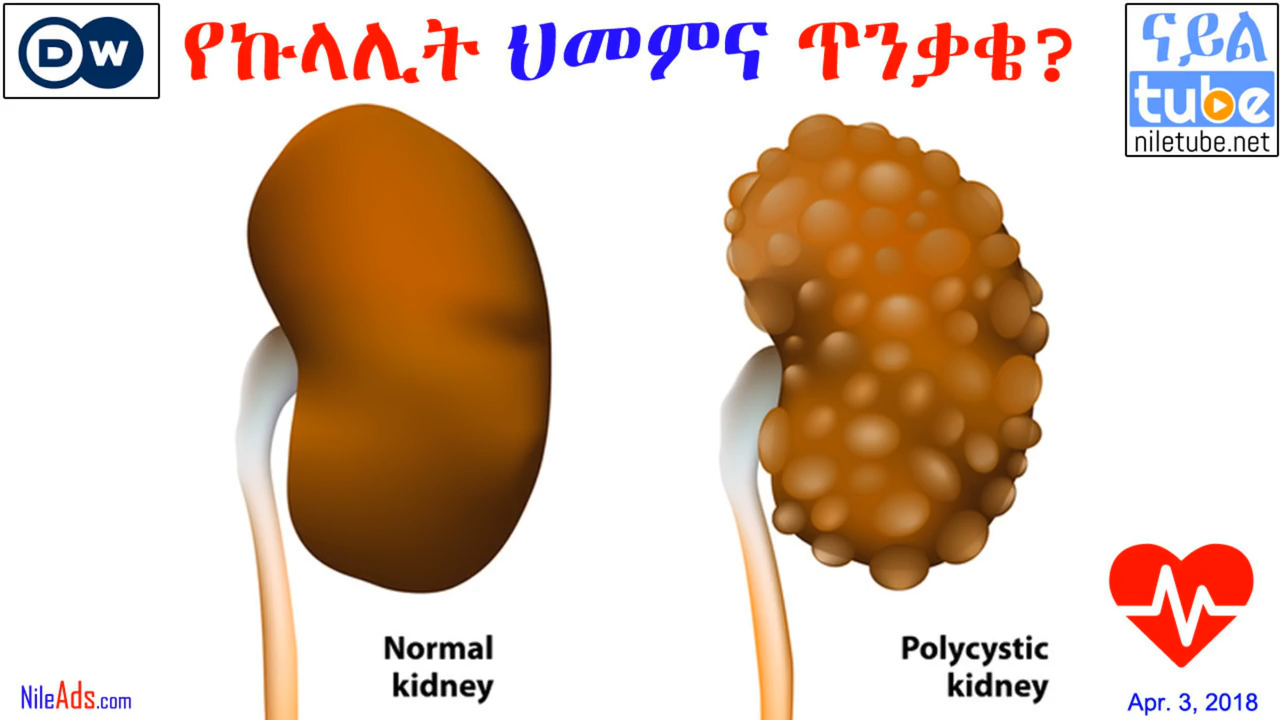 DW
የኩላሊት ህመምና ጥንቃቄ?
ናይል
tube
niletube.net
Normal
kidney
Polycystic
kidney
NileAds.com
Apr. 3, 2018